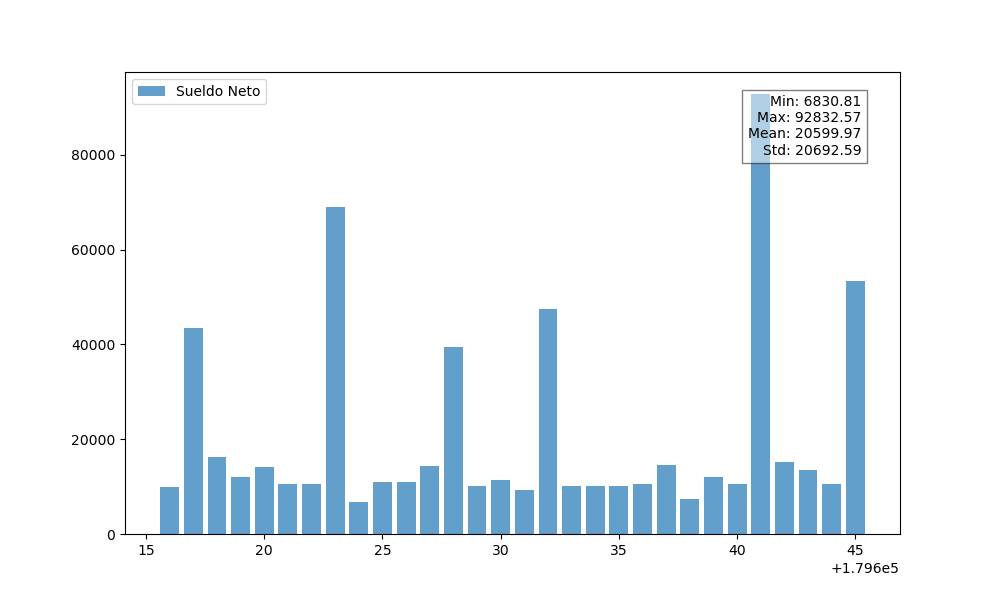 Sueldo Neto
Min: 6830.81
Max: 92832.57
Mean: 20599.97
Std: 20692.59
80000
60000
40000
20000
0
15 20 25 30 35 40 45
+1.796e5